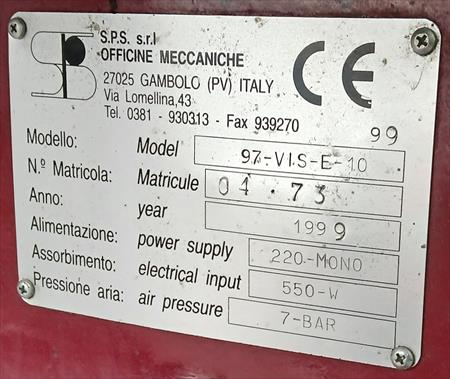 S.P.S. s.r.l
OFFICINE MECCANICHE
27025 GAMBOLO (PV) ITALY
Via Lomellina,43
Tel. 0381 - 930313 - Fax 939270
CE
99
Modello: Model 97-VIS-E-10
N.º Matricola: Matricule 04.73
Anno: year 1999
Alimentazione: power supply 220-MONO
Assorbimento: electrical input 550-W
Pressione aria: air pressure 7-BAR